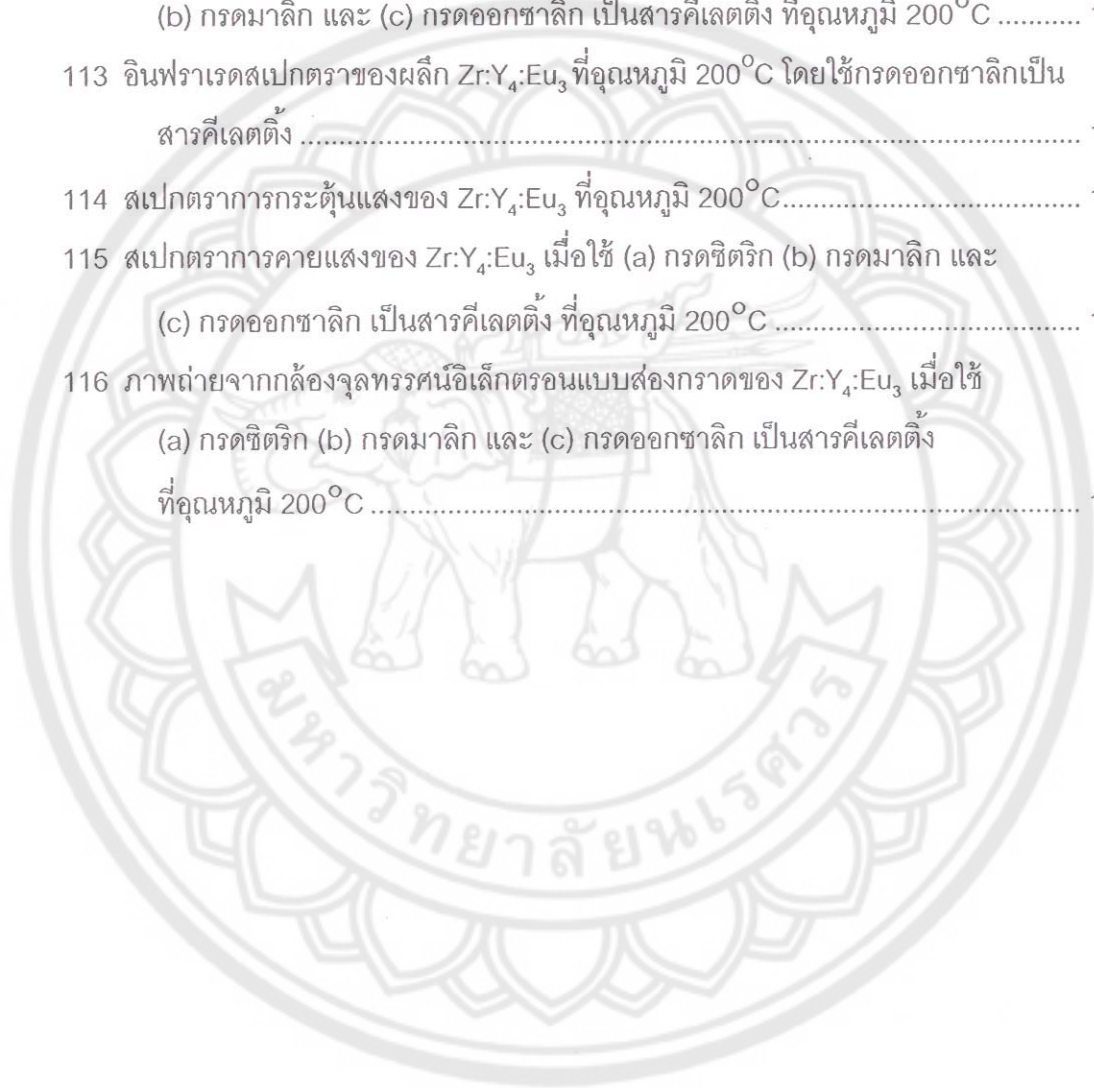 (b) กรดมาลิก และ (c) กรดออกซาลิก เป็นสารคีเลตติ้ง ที่อุณหภูมิ 200°C ...........
113 อินฟราเรดสเปกตราของผลึก Zr:Y₄:Eu₃ ที่อุณหภูมิ 200°C โดยใช้กรดออกซาลิกเป็น
สารคีเลตติ้ง ...........................................................................................
114 สเปกตราการกระตุ้นแสงของ Zr:Y₄:Eu₃ ที่อุณหภูมิ 200°C...................................
115 สเปกตราการคายแสงของ Zr:Y₄:Eu₃ เมื่อใช้ (a) กรดซิตริก (b) กรดมาลิก และ
(c) กรดออกซาลิก เป็นสารคีเลตติ้ง ที่อุณหภูมิ 200°C ....................................
116 ภาพถ่ายจากกล้องจุลทรรศน์อิเล็กตรอนแบบส่องกราดของ Zr:Y₄:Eu₃ เมื่อใช้
(a) กรดซิตริก (b) กรดมาลิก และ (c) กรดออกซาลิก เป็นสารคีเลตติ้ง
ที่อุณหภูมิ 200°C ...................................................................................
มหาวิทยาลัยนเรศวร